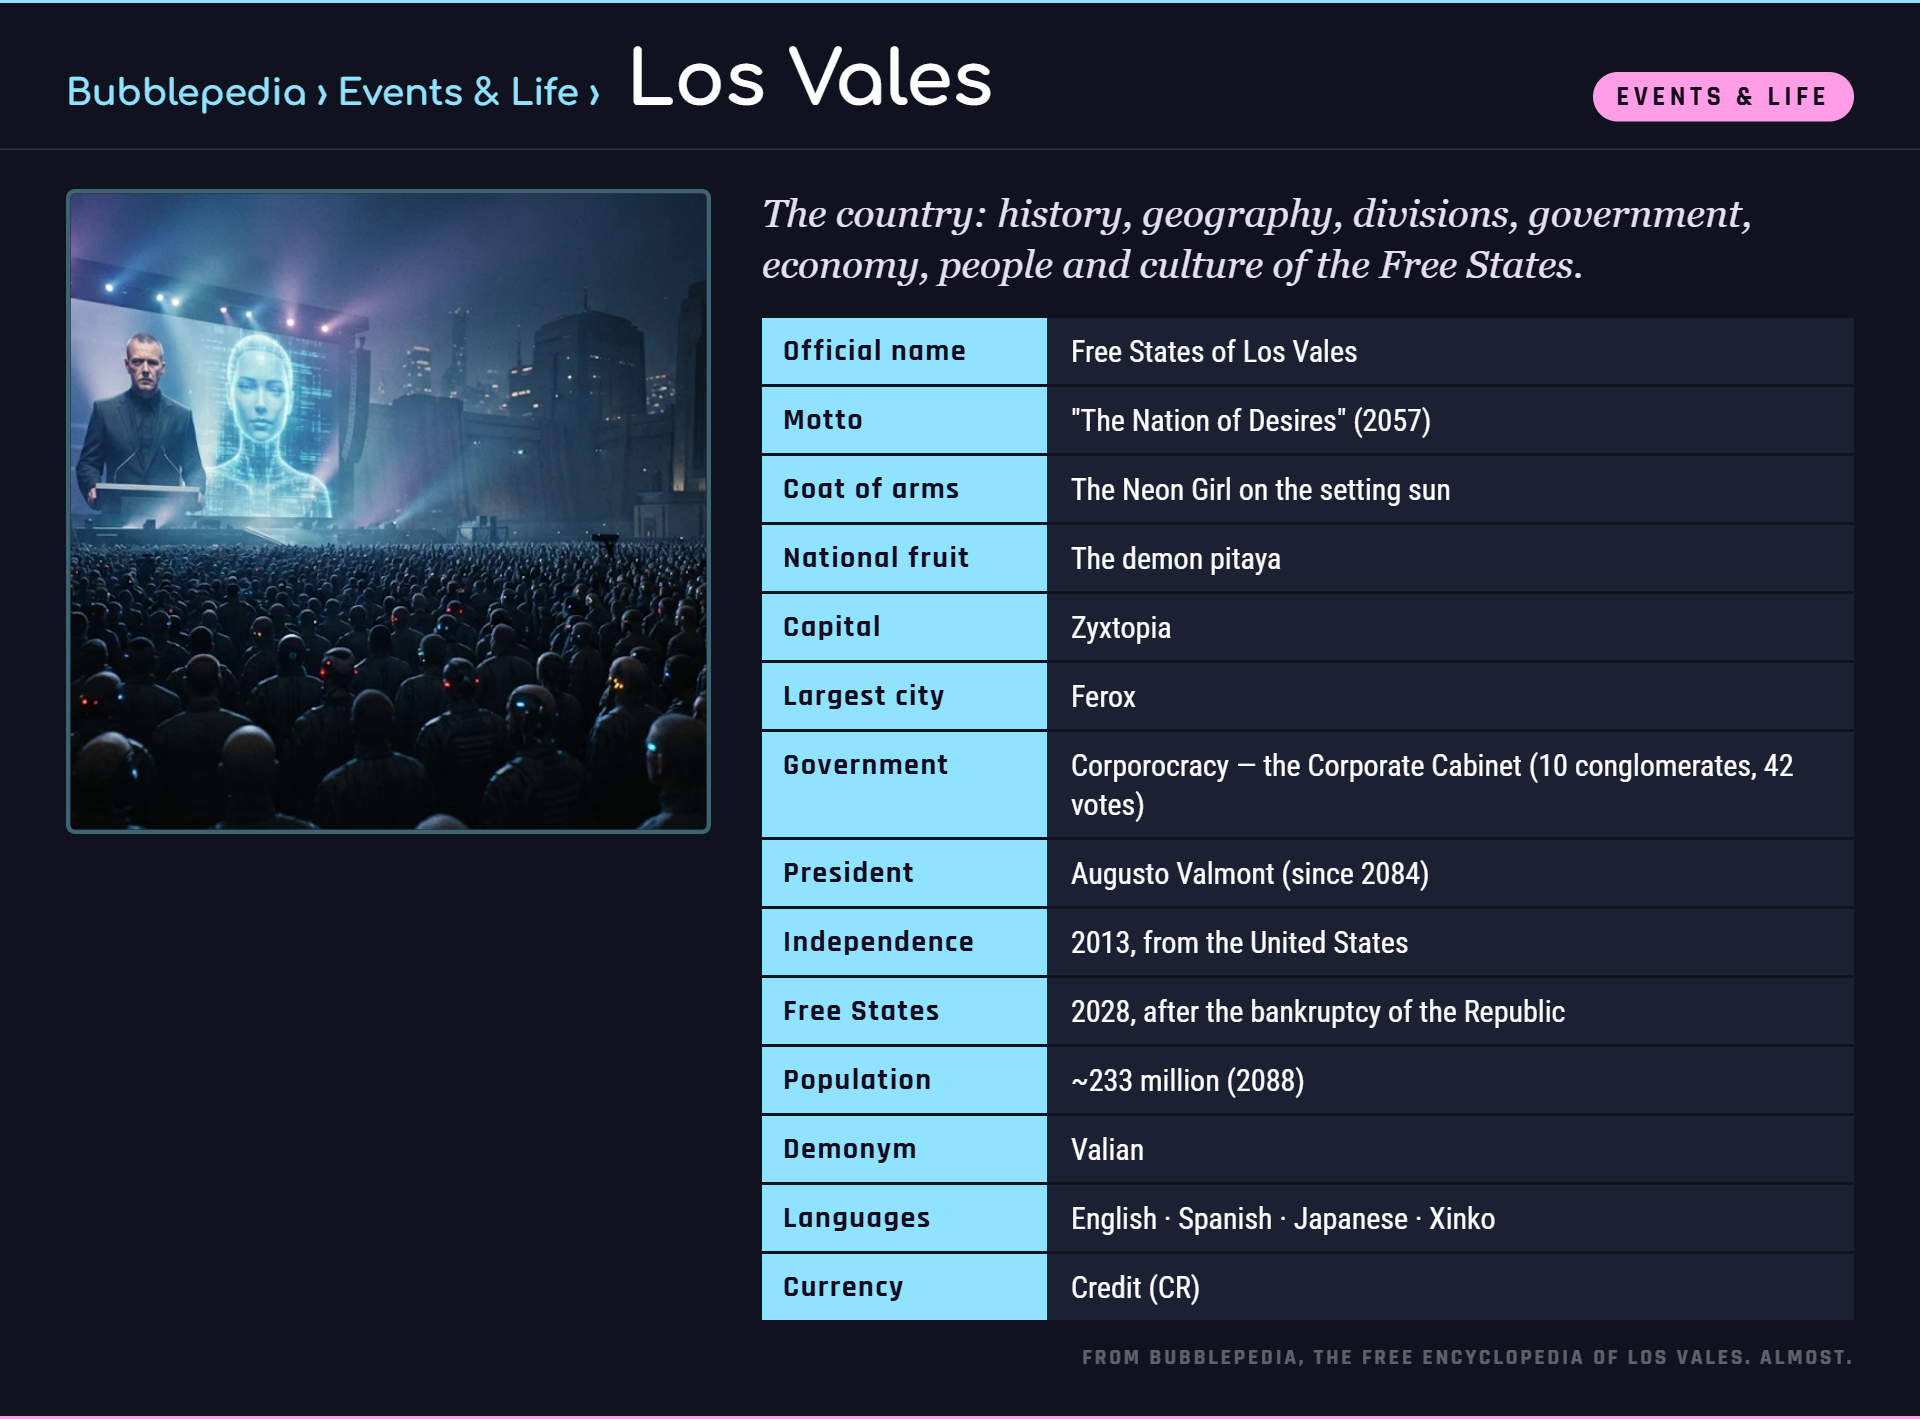 Bubblepedia › Events & Life › Los Vales
EVENTS & LIFE
The country: history, geography, divisions, government,
economy, people and culture of the Free States.
Official name Free States of Los Vales
Motto "The Nation of Desires" (2057)
Coat of arms The Neon Girl on the setting sun
National fruit The demon pitaya
Capital Zyxtopia
Largest city Ferox
Government Corporocracy — the Corporate Cabinet (10 conglomerates, 42
votes)
President Augusto Valmont (since 2084)
Independence 2013, from the United States
Free States 2028, after the bankruptcy of the Republic
Population ~233 million (2088)
Demonym Valian
Languages English · Spanish · Japanese · Xinko
Currency Credit (CR)
FROM BUBBLEPEDIA, THE FREE ENCYCLOPEDIA OF LOS VALES. ALMOST.